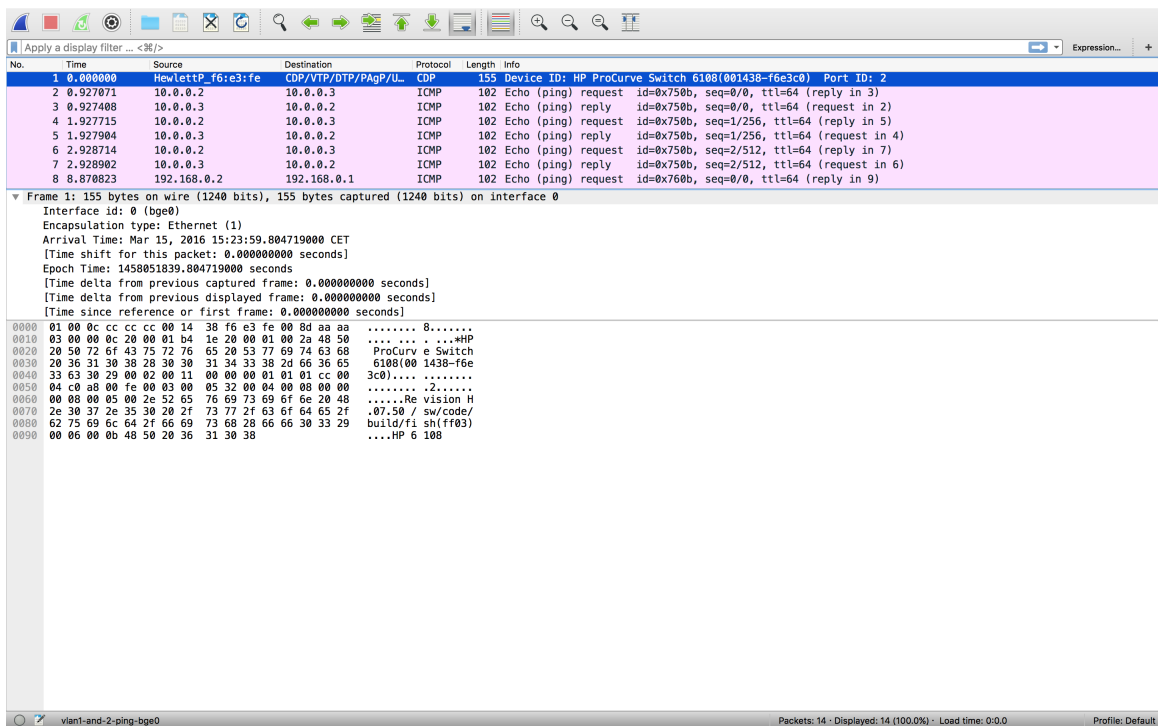 Apply a display filter ... <⌘/>
Expression... +
No. Time Source Destination Protocol Length Info
1 0.000000 HewlettP_f6:e3:fe CDP/VTP/DTP/PAgP/U… CDP 155 Device ID: HP ProCurve Switch 6108(001438-f6e3c0) Port ID: 2
2 0.927071 10.0.0.2 10.0.0.3 ICMP 102 Echo (ping) request id=0x750b, seq=0/0, ttl=64 (reply in 3)
3 0.927408 10.0.0.3 10.0.0.2 ICMP 102 Echo (ping) reply id=0x750b, seq=0/0, ttl=64 (request in 2)
4 1.927715 10.0.0.2 10.0.0.3 ICMP 102 Echo (ping) request id=0x750b, seq=1/256, ttl=64 (reply in 5)
5 1.927904 10.0.0.3 10.0.0.2 ICMP 102 Echo (ping) reply id=0x750b, seq=1/256, ttl=64 (request in 4)
6 2.928714 10.0.0.2 10.0.0.3 ICMP 102 Echo (ping) request id=0x750b, seq=2/512, ttl=64 (reply in 7)
7 2.928902 10.0.0.3 10.0.0.2 ICMP 102 Echo (ping) reply id=0x750b, seq=2/512, ttl=64 (request in 6)
8 8.870823 192.168.0.2 192.168.0.1 ICMP 102 Echo (ping) request id=0x760b, seq=0/0, ttl=64 (reply in 9)
Frame 1: 155 bytes on wire (1240 bits), 155 bytes captured (1240 bits) on interface 0
Interface id: 0 (bge0)
Encapsulation type: Ethernet (1)
Arrival Time: Mar 15, 2016 15:23:59.804719000 CET
[Time shift for this packet: 0.000000000 seconds]
Epoch Time: 1458051839.804719000 seconds
[Time delta from previous captured frame: 0.000000000 seconds]
[Time delta from previous displayed frame: 0.000000000 seconds]
[Time since reference or first frame: 0.000000000 seconds]
0000 01 00 0c cc cc cc 00 14 38 f6 e3 fe 00 8d aa aa ........ 8.......
0010 03 00 00 0c 20 00 01 b4 1e 20 00 01 00 2a 48 50 .... ... . ...*HP
0020 20 50 72 6f 43 75 72 76 65 20 53 77 69 74 63 68 ProCurv e Switch
0030 20 36 31 30 38 28 30 30 31 34 33 38 2d 66 36 65 6108(00 1438-f6e
0040 33 63 30 29 00 02 00 11 00 00 00 01 01 01 cc 00 3c0).... ........
0050 04 c0 a8 00 fe 00 03 00 05 32 00 04 00 08 00 00 ........ .2......
0060 00 08 00 05 00 2e 52 65 76 69 73 69 6f 6e 20 48 ......Re vision H
0070 2e 30 37 2e 35 30 20 2f 73 77 2f 63 6f 64 65 2f .07.50 / sw/code/
0080 62 75 69 6c 64 2f 66 69 73 68 28 66 66 30 33 29 build/fi sh(ff03)
0090 00 06 00 0b 48 50 20 36 31 30 38 ....HP 6 108
vlan1-and-2-ping-bge0 Packets: 14 · Displayed: 14 (100.0%) · Load time: 0:0.0 Profile: Default